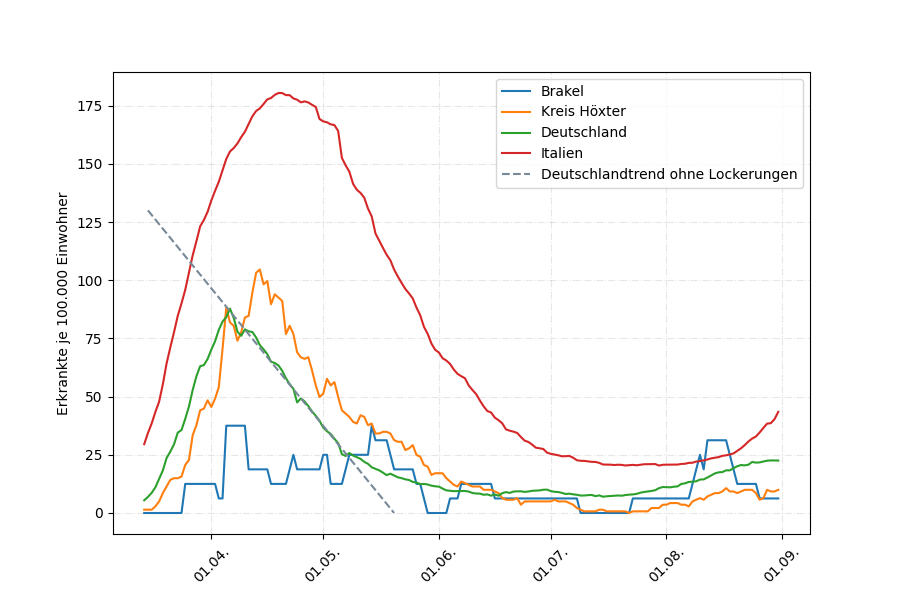 Brakel
Kreis Höxter
Deutschland
Italien
Deutschlandtrend ohne Lockerungen
Erkrankte je 100.000 Einwohner
175
150
125
100
75
50
25
0
01.04. 01.05. 01.06. 01.07. 01.08. 01.09.